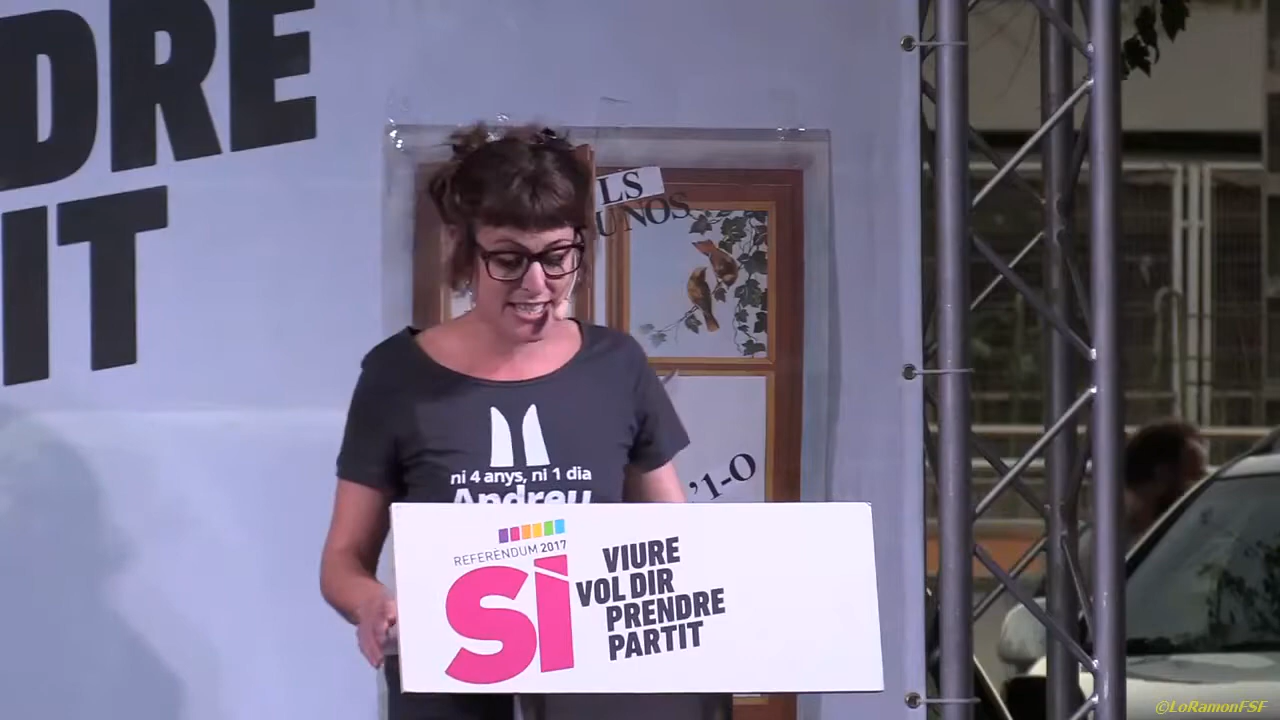 DRE
IT
LS
UNOS
'1-O
ni 4 anys, ni 1 dia
Andreu
REFERÈNDUM 2017
SÍ
VIURE
VOL DIR
PRENDRE
PARTIT
©LoRamonFSF